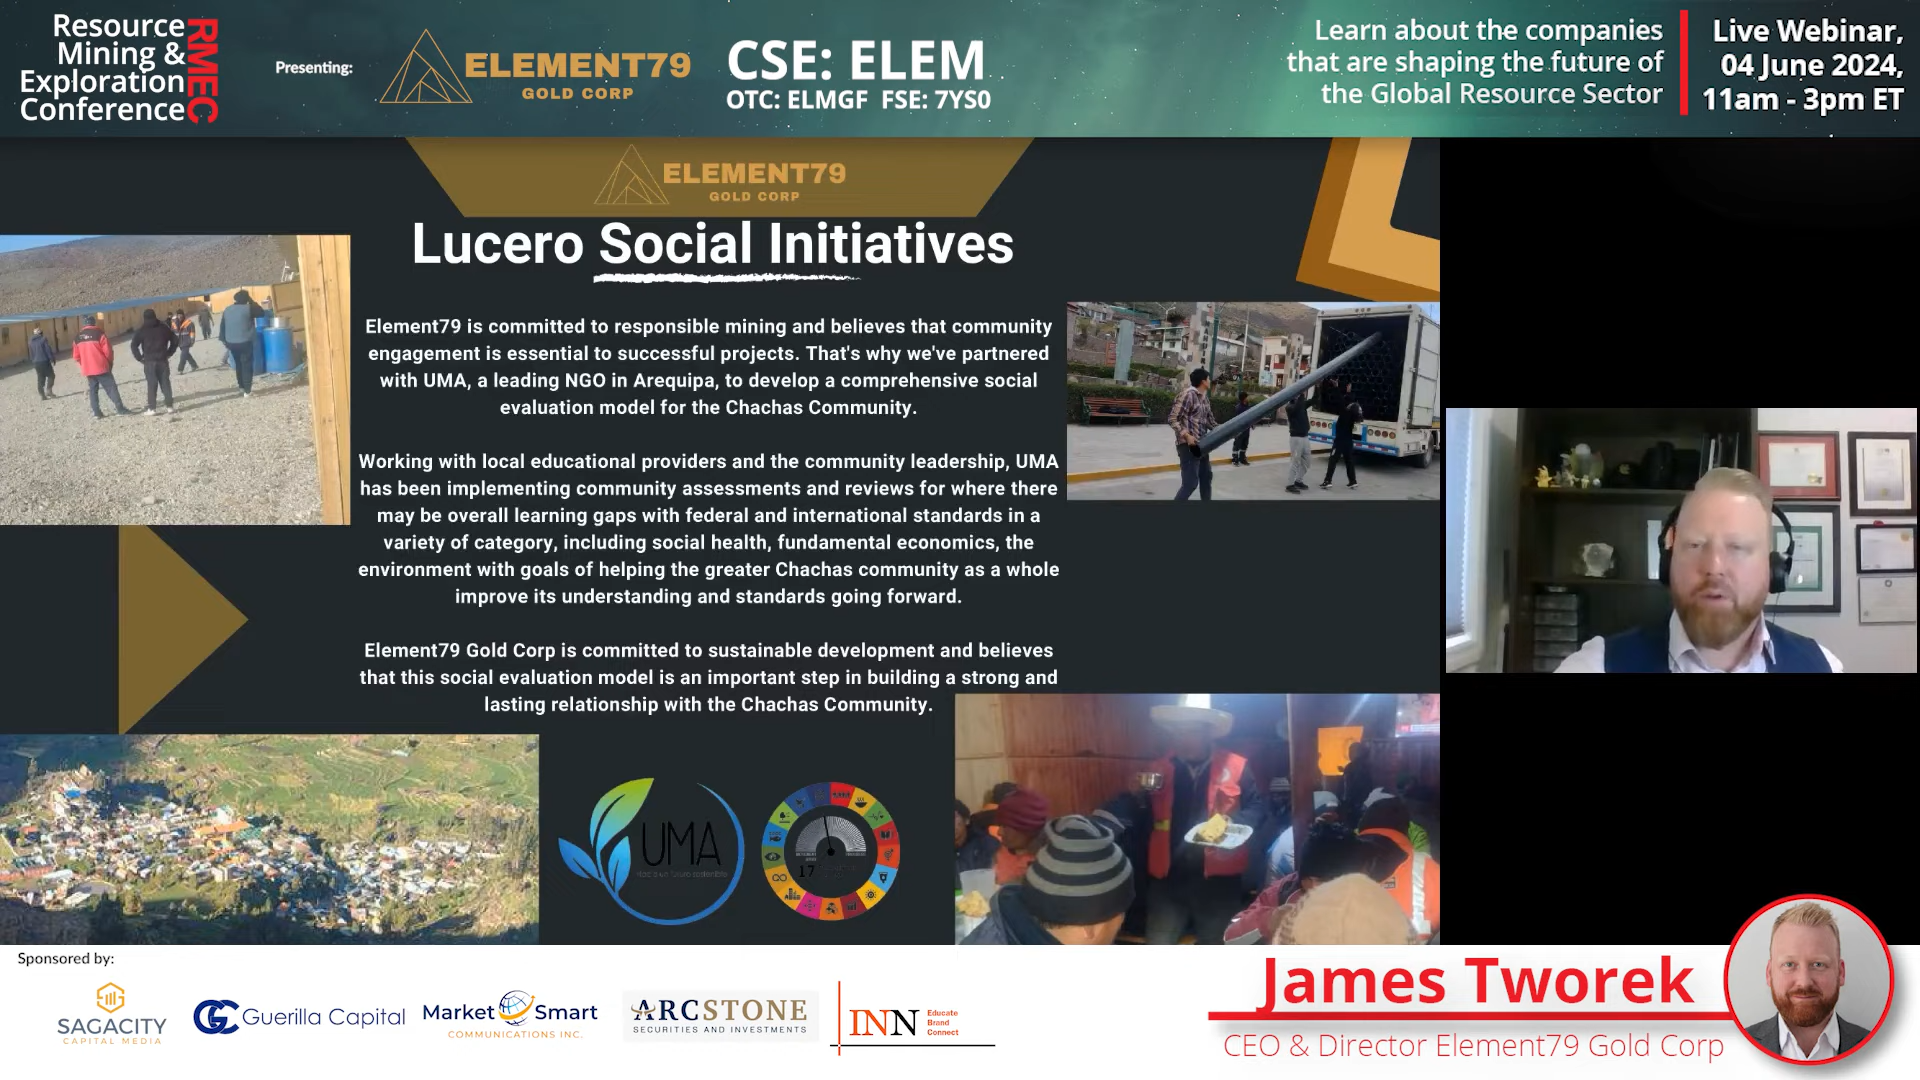 Resource
Mining &
Exploration
Conference
RMEC
Presenting:
ELEMENT79
GOLD CORP
CSE: ELEM
OTC: ELMGF FSE: 7YS0
Learn about the companies
that are shaping the future of
the Global Resource Sector
Live Webinar,
04 June 2024,
11am - 3pm ET
ELEMENT79
GOLD CORP
Lucero Social Initiatives
Element79 is committed to responsible mining and believes that community
engagement is essential to successful projects. That's why we've partnered
with UMA, a leading NGO in Arequipa, to develop a comprehensive social
evaluation model for the Chachas Community.
Working with local educational providers and the community leadership, UMA
has been implementing community assessments and reviews for where there
may be overall learning gaps with federal and international standards in a
variety of category, including social health, fundamental economics, the
environment with goals of helping the greater Chachas community as a whole
improve its understanding and standards going forward.
Element79 Gold Corp is committed to sustainable development and believes
that this social evaluation model is an important step in building a strong and
lasting relationship with the Chachas Community.
UMA
Hacia un futuro sostenible
17
Sponsored by:
SAGACITY
CAPITAL MEDIA
GC Guerilla Capital
Market Smart
COMMUNICATIONS INC.
ARCSTONE
SECURITIES AND INVESTMENTS
INN
Educate
Brand
Connect
James Tworek
CEO & Director Element79 Gold Corp